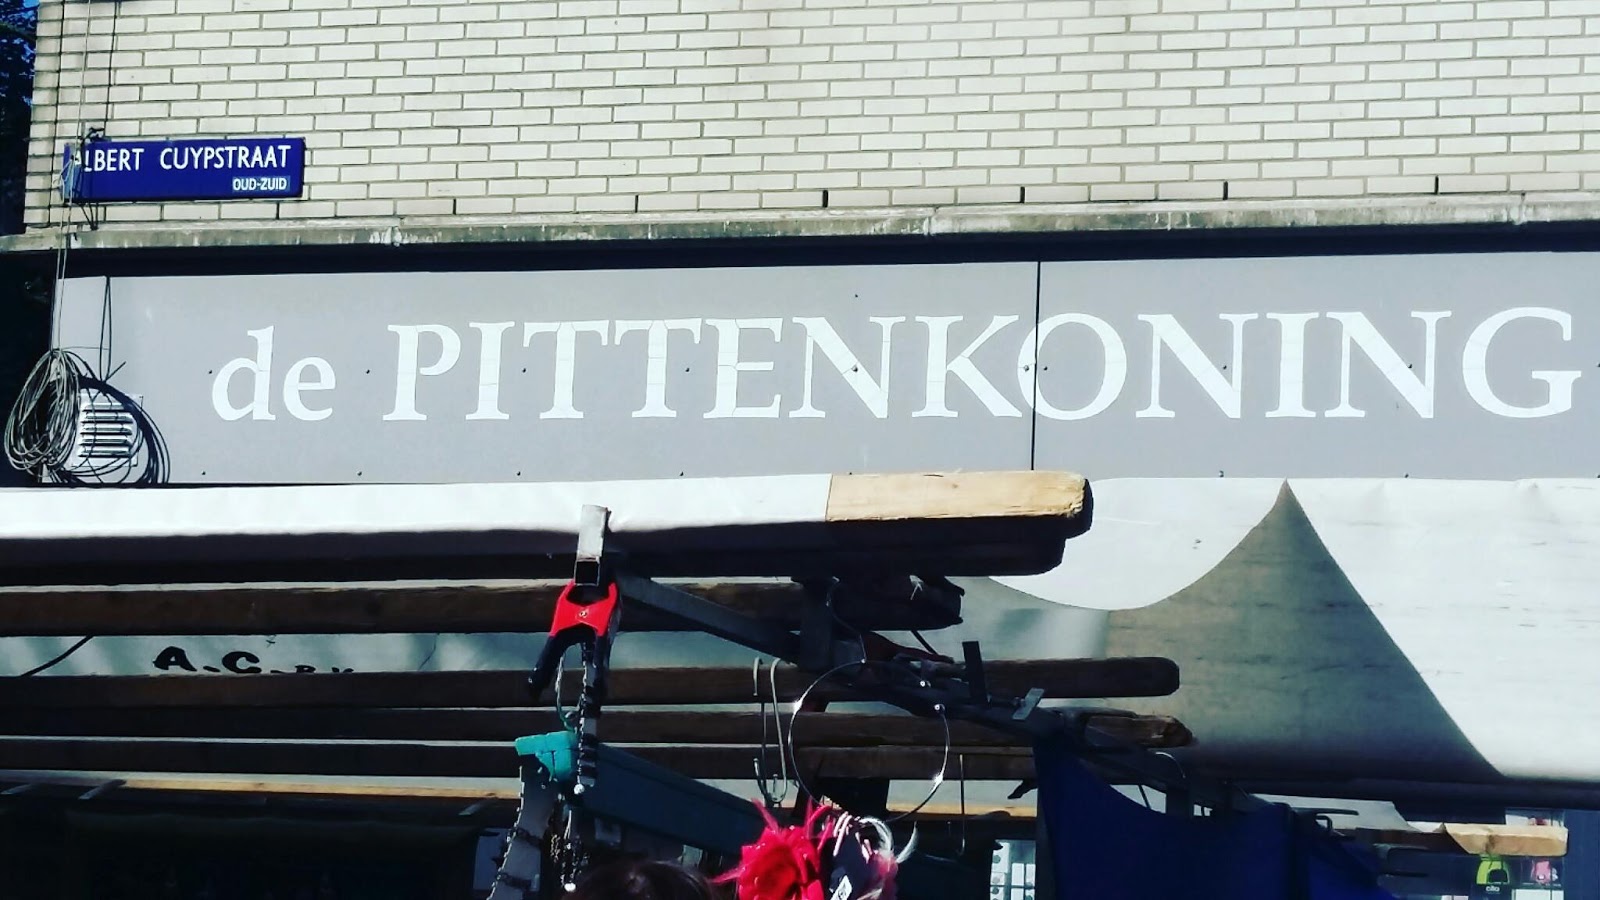 ALBERT CUYPSTRAAT
OUD-ZUID
de PITTENKONING
A.C. B.V.